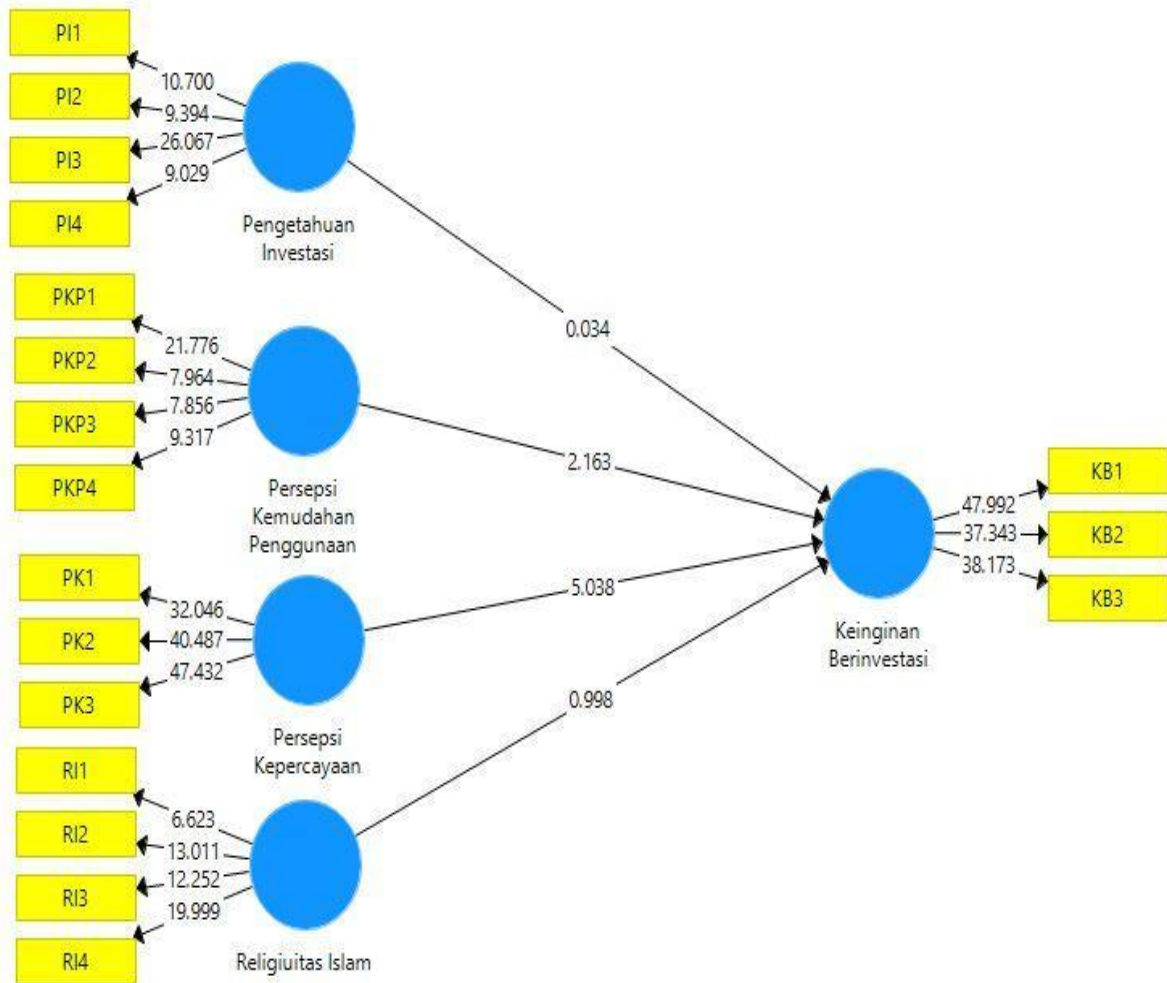 PI1
10.700
PI2
9.394
PI3
26.067
9.029
PI4
Pengetahuan
Investasi
0.034
PKP1
21.776
PKP2
7.964
PKP3
7.856
9.317
PKP4
Persepsi
Kemudahan
Penggunaan
2.163
PK1
32.046
PK2
40.487
PK3
47.432
Persepsi
Kepercayaan
5.038
RI1
6.623
RI2
13.011
RI3
12.252
19.999
RI4
Religiuitas Islam
0.998
KB1
47.992
KB2
37.343
38.173
KB3
Keinginan
Berinvestasi